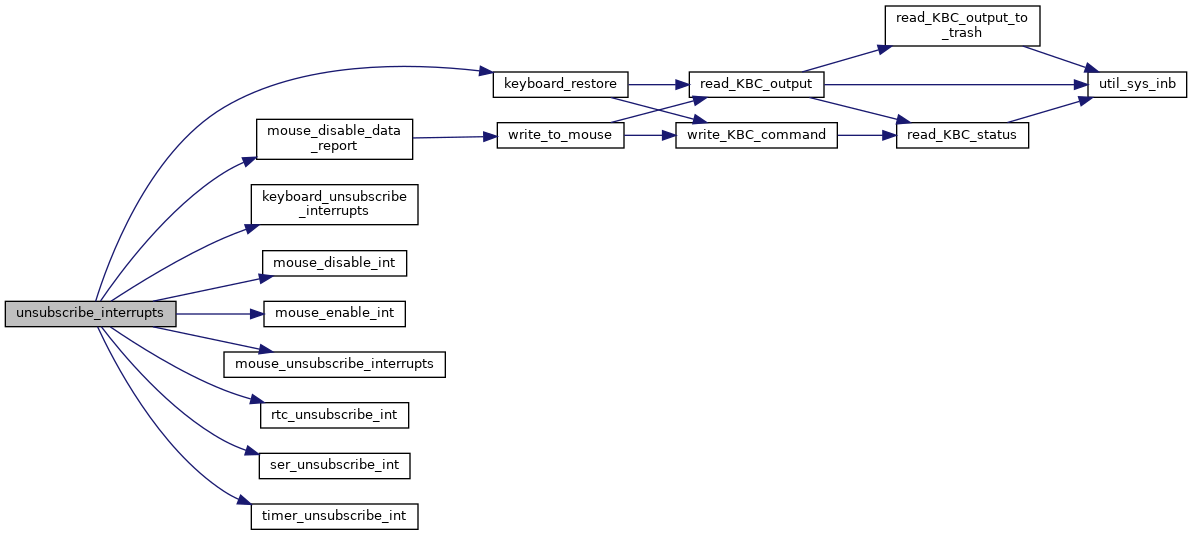 read_KBC_output_to
_trash
keyboard_restore
read_KBC_output
util_sys_inb
mouse_disable_data
_report
write_to_mouse
write_KBC_command
read_KBC_status
keyboard_unsubscribe
_interrupts
mouse_disable_int
unsubscribe_interrupts
mouse_enable_int
mouse_unsubscribe_interrupts
rtc_unsubscribe_int
ser_unsubscribe_int
timer_unsubscribe_int